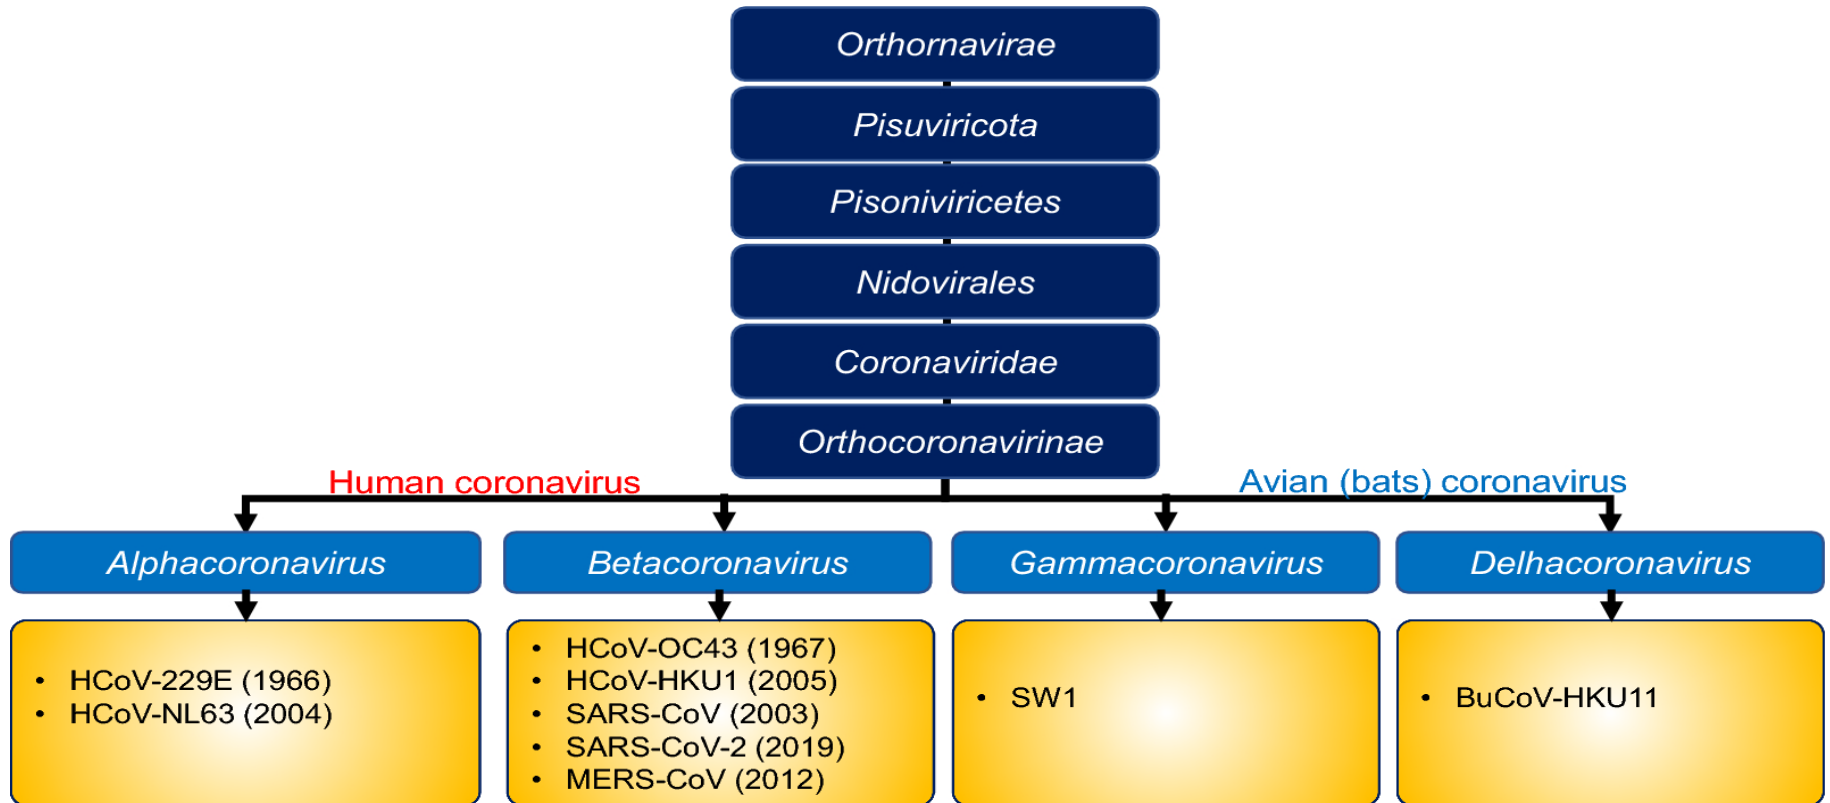 Orthornavirae
Pisuviricota
Pisoniviricetes
Nidovirales
Coronaviridae
Orthocoronavirinae
Human coronavirus
Avian (bats) coronavirus
Alphacoronavirus
Betacoronavirus
Gammacoronavirus
Delhacoronavirus
• HCoV-229E (1966)
• HCoV-NL63 (2004)
• HCoV-OC43 (1967)
• HCoV-HKU1 (2005)
• SARS-CoV (2003)
• SARS-CoV-2 (2019)
• MERS-CoV (2012)
• SW1
• BuCoV-HKU11